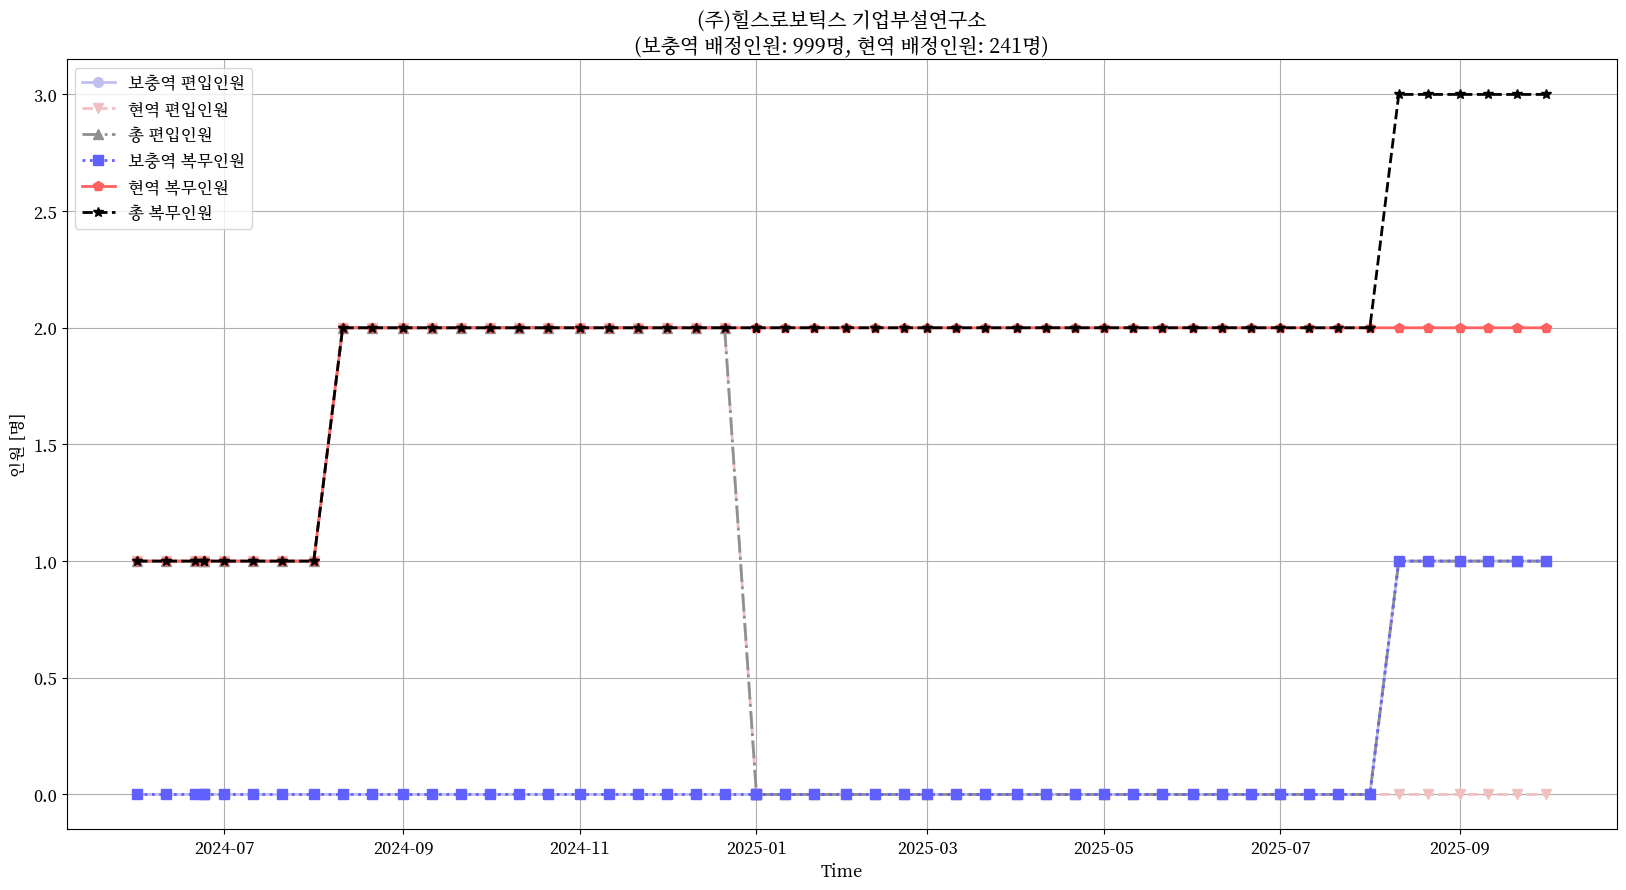 (주)힐스로보틱스 기업부설연구소
(보충역 배정인원: 999명, 현역 배정인원: 241명)
보충역 편입인원
현역 편입인원
총 편입인원
보충역 복무인원
현역 복무인원
총 복무인원
3.0
2.5
2.0
1.5
1.0
0.5
0.0
인원 [명]
2024-07
2024-09
2024-11
2025-01
2025-03
2025-05
2025-07
2025-09
Time